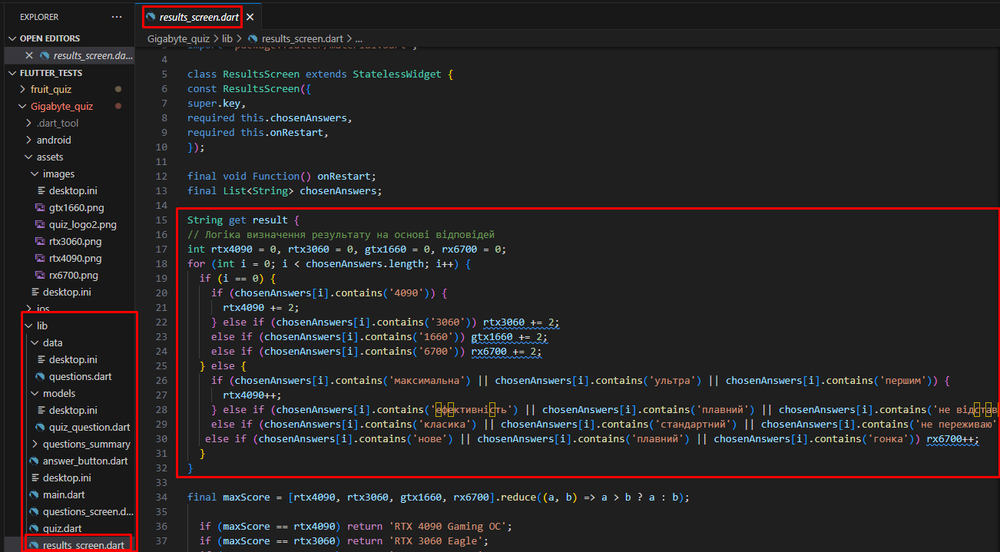 EXPLORER
...
OPEN EDITORS
results_screen.da...
FLUTTER_TESTS
fruit_quiz
Gigabyte_quiz
.dart_tool
android
assets
images
desktop.ini
gtx1660.png
quiz_logo2.png
rtx3060.png
rtx4090.png
rx6700.png
desktop.ini
ios
lib
data
desktop.ini
questions.dart
models
desktop.ini
quiz_question.dart
questions_summary
answer_button.dart
desktop.ini
main.dart
questions_screen.d...
quiz.dart
results_screen.dart
results_screen.dart
Gigabyte_quiz > lib > results_screen.dart > ...
3 import 'package:flutter/material.dart';
4
5 class ResultsScreen extends StatelessWidget {
6 const ResultsScreen({
7 super.key,
8 required this.chosenAnswers,
9 required this.onRestart,
10 });
11
12 final void Function() onRestart;
13 final List<String> chosenAnswers;
14
15 String get result {
16 // Логіка визначення результату на основі відповідей
17 int rtx4090 = 0, rtx3060 = 0, gtx1660 = 0, rx6700 = 0;
18 for (int i = 0; i < chosenAnswers.length; i++) {
19 if (i == 0) {
20 if (chosenAnswers[i].contains('4090')) {
21 rtx4090 += 2;
22 } else if (chosenAnswers[i].contains('3060')) rtx3060 += 2;
23 else if (chosenAnswers[i].contains('1660')) gtx1660 += 2;
24 else if (chosenAnswers[i].contains('6700')) rx6700 += 2;
25 } else {
26 if (chosenAnswers[i].contains('максимальна') || chosenAnswers[i].contains('ультра') || chosenAnswers[i].contains('першим')) {
27 rtx4090++;
28 } else if (chosenAnswers[i].contains('ефективність') || chosenAnswers[i].contains('плавний') || chosenAnswers[i].contains('не відстав
29 else if (chosenAnswers[i].contains('класика') || chosenAnswers[i].contains('стандартний') || chosenAnswers[i].contains('не переживаю'
30 else if (chosenAnswers[i].contains('нове') || chosenAnswers[i].contains('плавний') || chosenAnswers[i].contains('гонка')) rx6700++;
31 }
32 }
33
34 final maxScore = [rtx4090, rtx3060, gtx1660, rx6700].reduce((a, b) => a > b ? a : b);
35
36 if (maxScore == rtx4090) return 'RTX 4090 Gaming OC';
37 if (maxScore == rtx3060) return 'RTX 3060 Eagle';